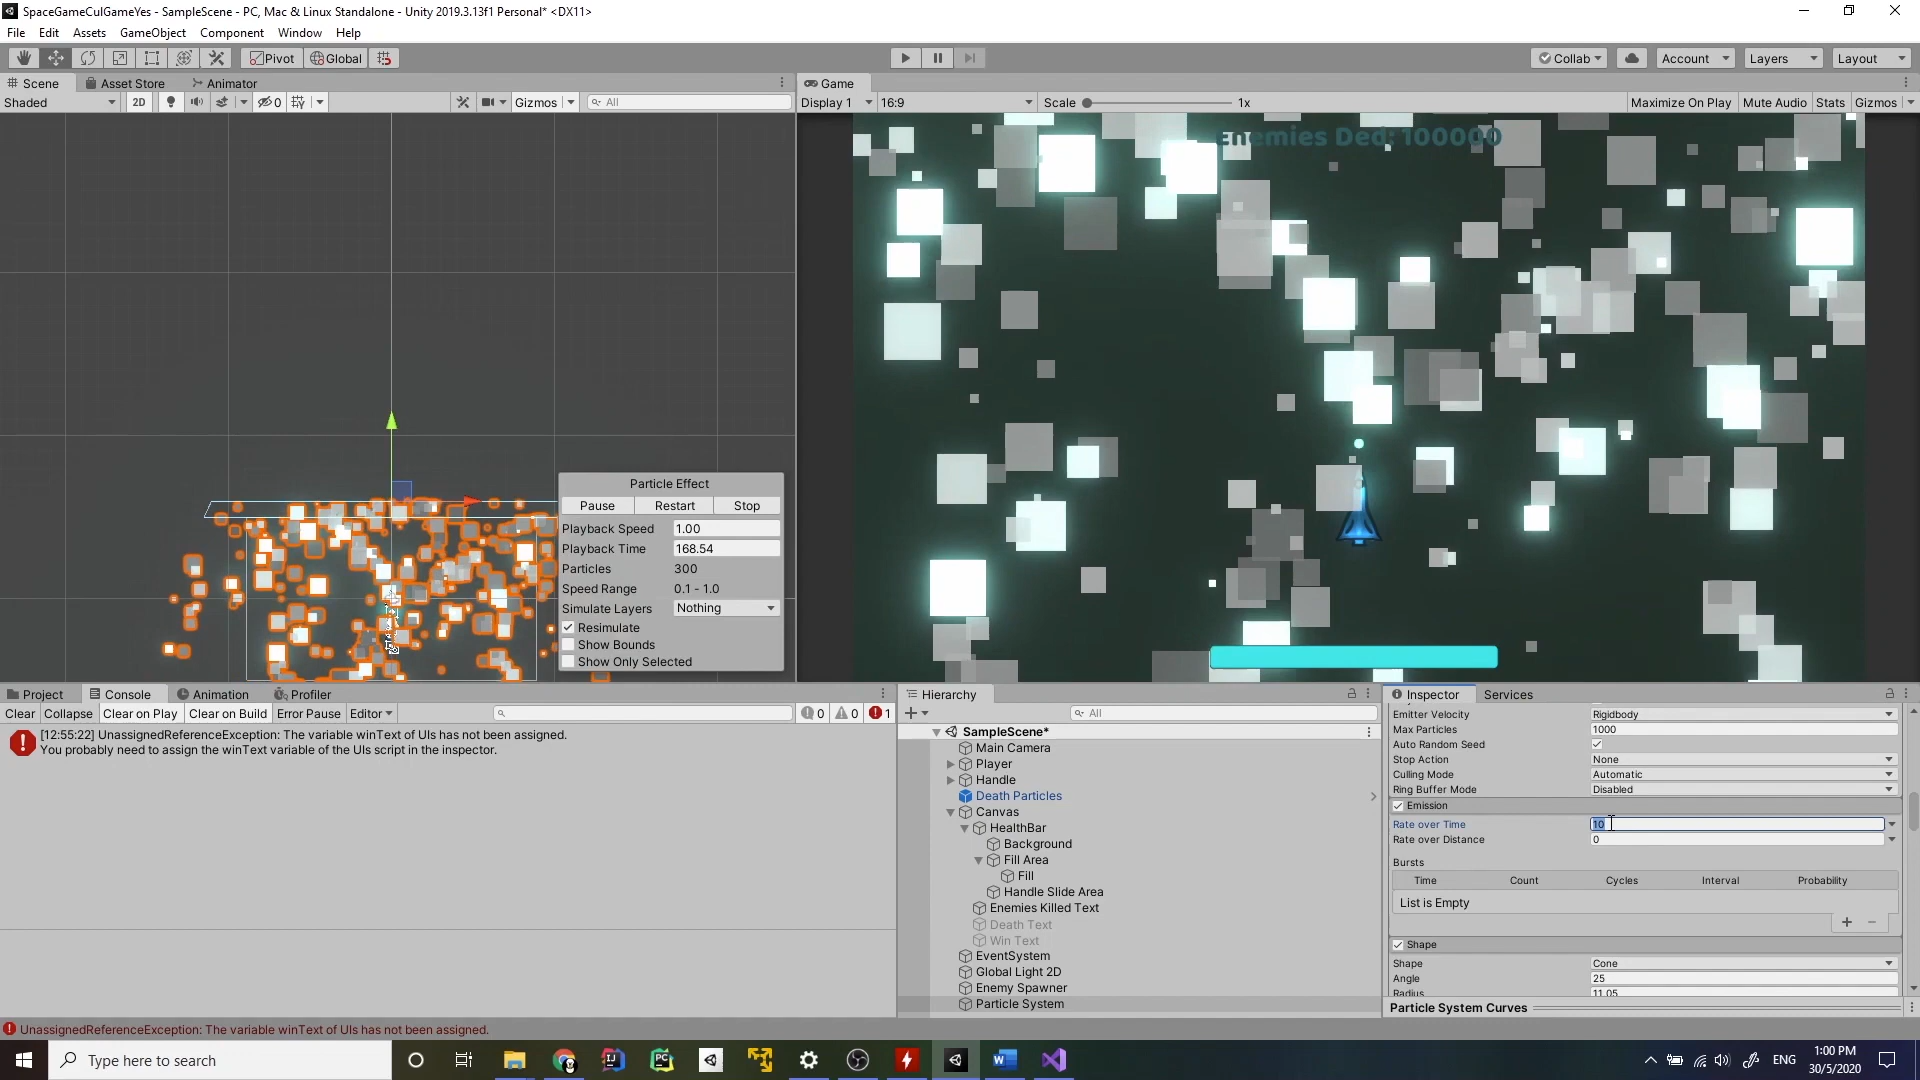 SpaceGameCulGameYes - SampleScene - PC, Mac & Linux Standalone - Unity 2019.3.13f1 Personal* <DX11>
File Edit Assets GameObject Component Window Help
Pivot Global Collab Account Layers Layout
Scene Asset Store Animator
Game
Shaded 2D 0 Gizmos All
Display 1 16:9 Scale 1x Maximize On Play Mute Audio Stats Gizmos
Enemies Ded: 100000
Particle Effect
Pause Restart Stop
Playback Speed 1.00
Playback Time 168.54
Particles 300
Speed Range 0.1 - 1.0
Simulate Layers Nothing
Resimulate
Show Bounds
Show Only Selected
Project Console Animation Profiler
Clear Collapse Clear on Play Clear on Build Error Pause Editor 0 0 1
[12:55:22] UnassignedReferenceException: The variable winText of UIs has not been assigned.
You probably need to assign the winText variable of the UIs script in the inspector.
Hierarchy
All
SampleScene*
Main Camera
Player
Handle
Death Particles
Canvas
HealthBar
Background
Fill Area
Fill
Handle Slide Area
Enemies Killed Text
Death Text
Win Text
EventSystem
Global Light 2D
Enemy Spawner
Particle System
Inspector Services
Emitter Velocity Rigidbody
Max Particles 1000
Auto Random Seed
Stop Action None
Culling Mode Automatic
Ring Buffer Mode Disabled
Emission
Rate over Time 10
Rate over Distance 0
Bursts
Time Count Cycles Interval Probability
List is Empty
Shape
Shape Cone
Angle 25
Radius 11.05
Particle System Curves
UnassignedReferenceException: The variable winText of UIs has not been assigned.
Type here to search
ENG
1:00 PM
30/5/2020